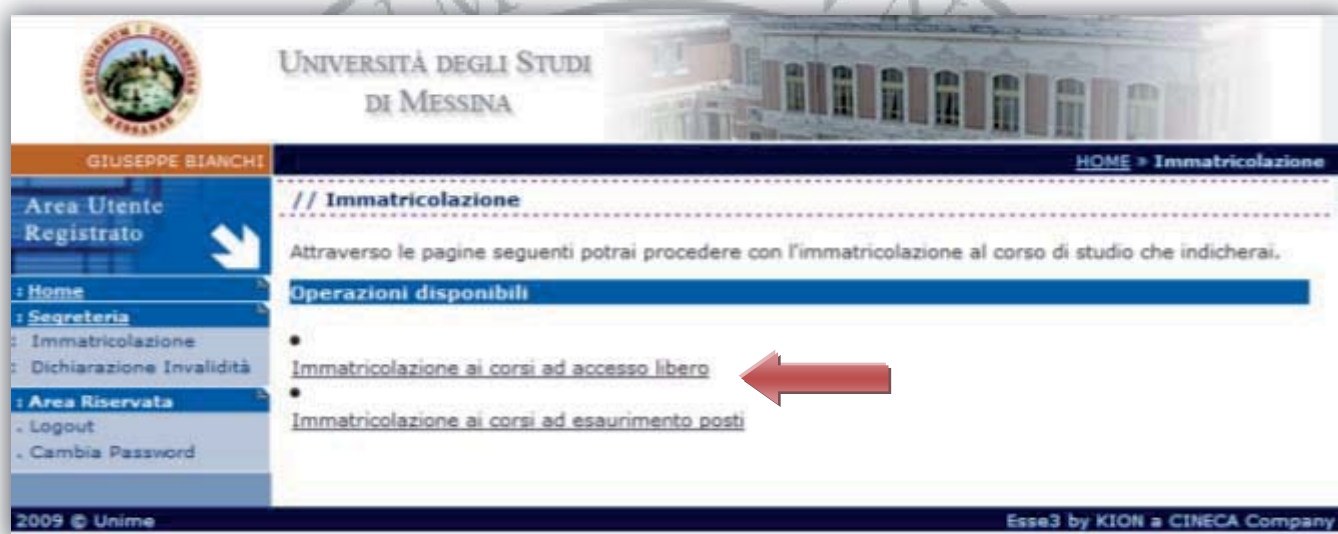 STUDIORUM UNIVERSITAS
MESSANAE
UNIVERSITÀ DEGLI STUDI
DI MESSINA
GIUSEPPE BIANCHI
HOME » Immatricolazione
Area Utente
Registrato
// Immatricolazione
Attraverso le pagine seguenti potrai procedere con l'immatricolazione al corso di studio che indicherai.
: Home
Operazioni disponibili
: Segreteria
: Immatricolazione
: Dichiarazione Invalidità
Immatricolazione ai corsi ad accesso libero
: Area Riservata
. Logout
Immatricolazione ai corsi ad esaurimento posti
. Cambia Password
2009 © Unime
Esse3 by KION a CINECA Company